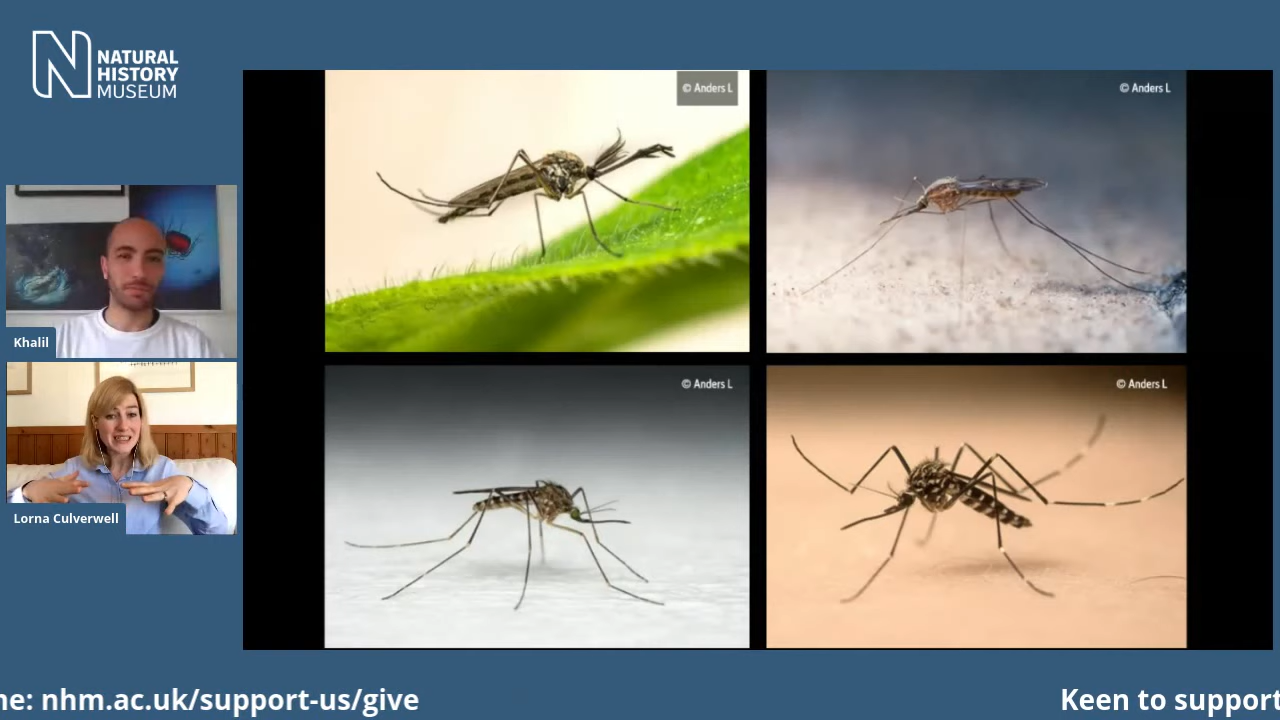 NATURAL
HISTORY
MUSEUM
© Anders L
© Anders L
Khalil
© Anders L
© Anders L
Lorna Culverwell
ne: nhm.ac.uk/support-us/give
Keen to support